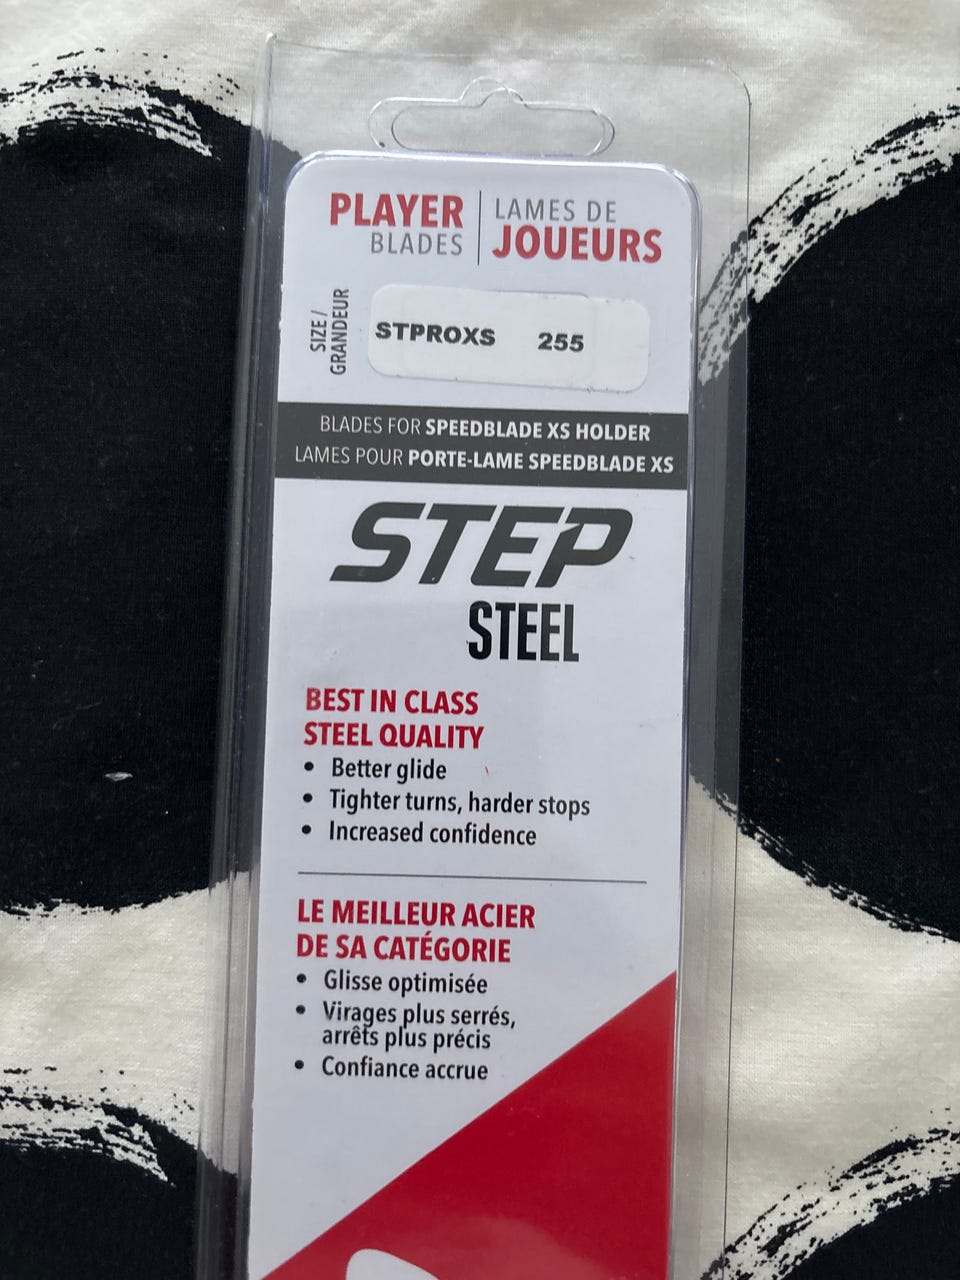 PLAYER
BLADES
LAMES DE
JOUEURS
SIZE /
GRANDEUR
STPROXS 255
BLADES FOR SPEEDBLADE XS HOLDER
LAMES POUR PORTE-LAME SPEEDBLADE XS
STEP
STEEL
BEST IN CLASS
STEEL QUALITY
• Better glide
• Tighter turns, harder stops
• Increased confidence
LE MEILLEUR ACIER
DE SA CATÉGORIE
• Glisse optimisée
• Virages plus serrés,
arrêts plus précis
• Confiance accrue